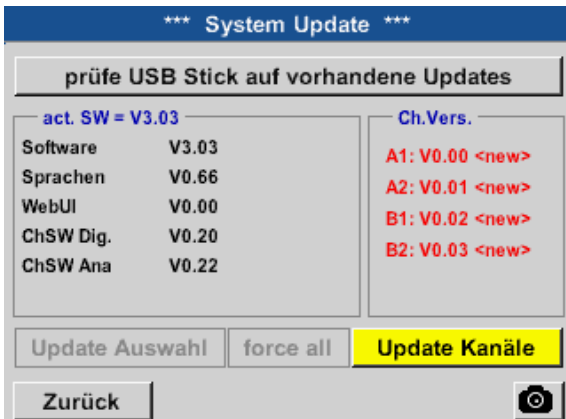 *** System Update ***
prüfe USB Stick auf vorhandene Updates
act. SW = V3.03
Software V3.03
Sprachen V0.66
WebUI V0.00
ChSW Dig. V0.20
ChSW Ana V0.22
Ch.Vers.
A1: V0.00 <new>
A2: V0.01 <new>
B1: V0.02 <new>
B2: V0.03 <new>
Update Auswahl
force all
Update Kanäle
Zurück